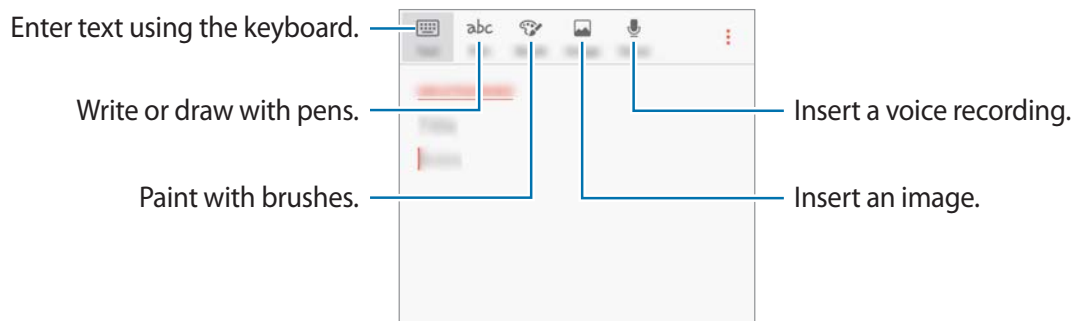 Enter text using the keyboard.
abc
Write or draw with pens.
Insert a voice recording.
Paint with brushes.
Insert an image.